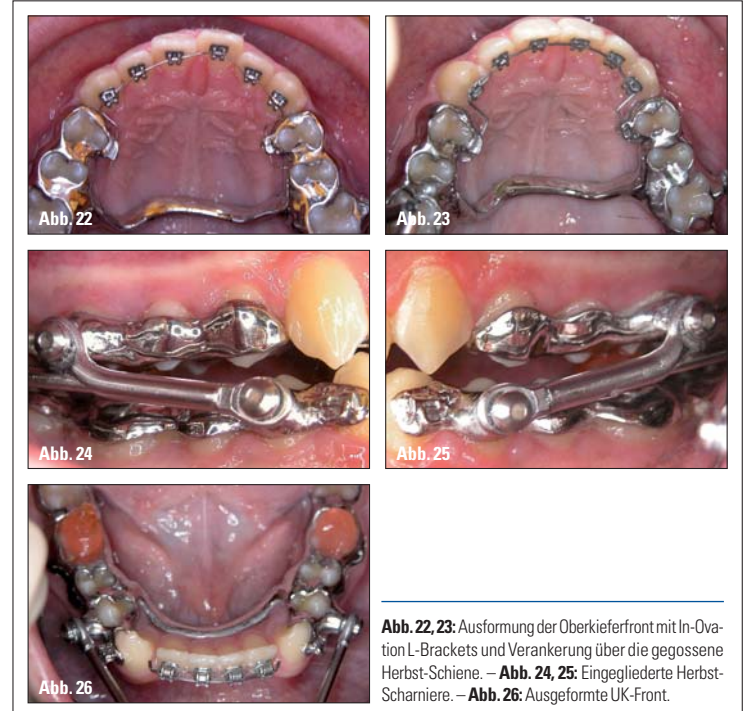 Abb. 22
Abb. 23
Abb. 24
Abb. 25
Abb. 26
Abb. 22, 23: Ausformung der Oberkieferfront mit In-Ova-
tion L-Brackets und Verankerung über die gegossene
Herbst-Schiene. – Abb. 24, 25: Eingegliederte Herbst-
Scharniere. – Abb. 26: Ausgeformte UK-Front.